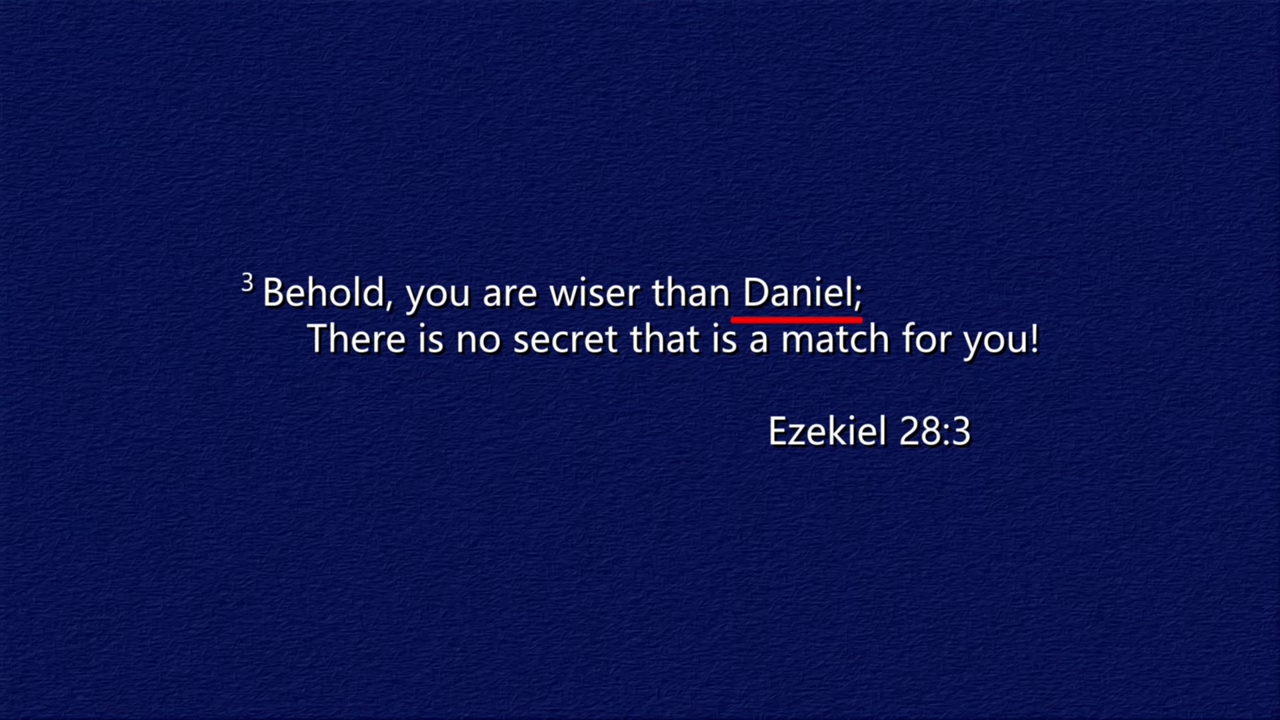 3 Behold, you are wiser than Daniel;
There is no secret that is a match for you!
Ezekiel 28:3